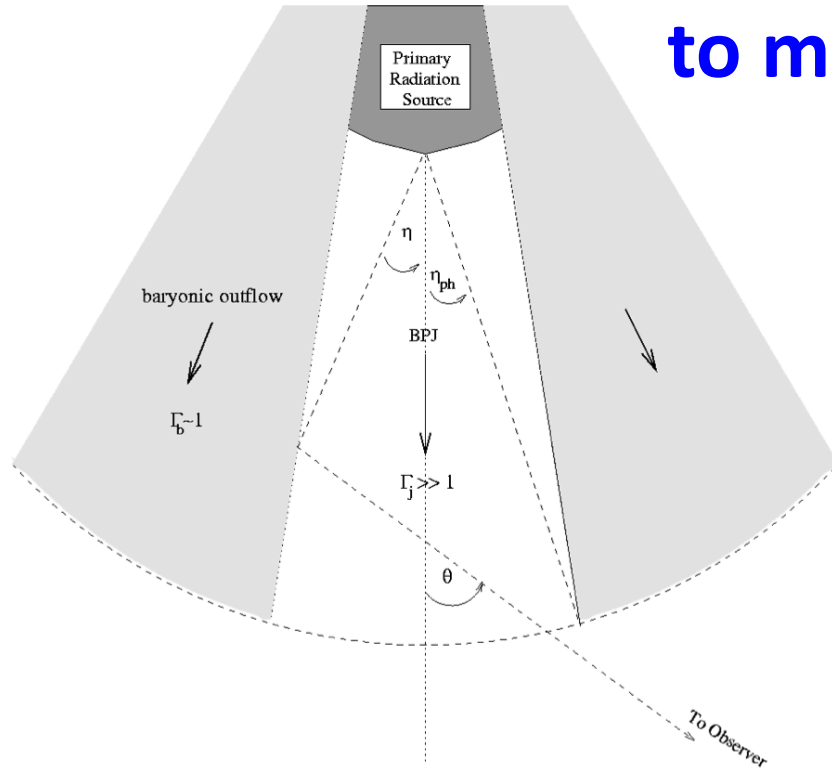 to m
Primary
Radiation
Source
η
η_ph
baryonic outflow
BPJ
Γ_b~1
Γ_j >> 1
θ
To Observer